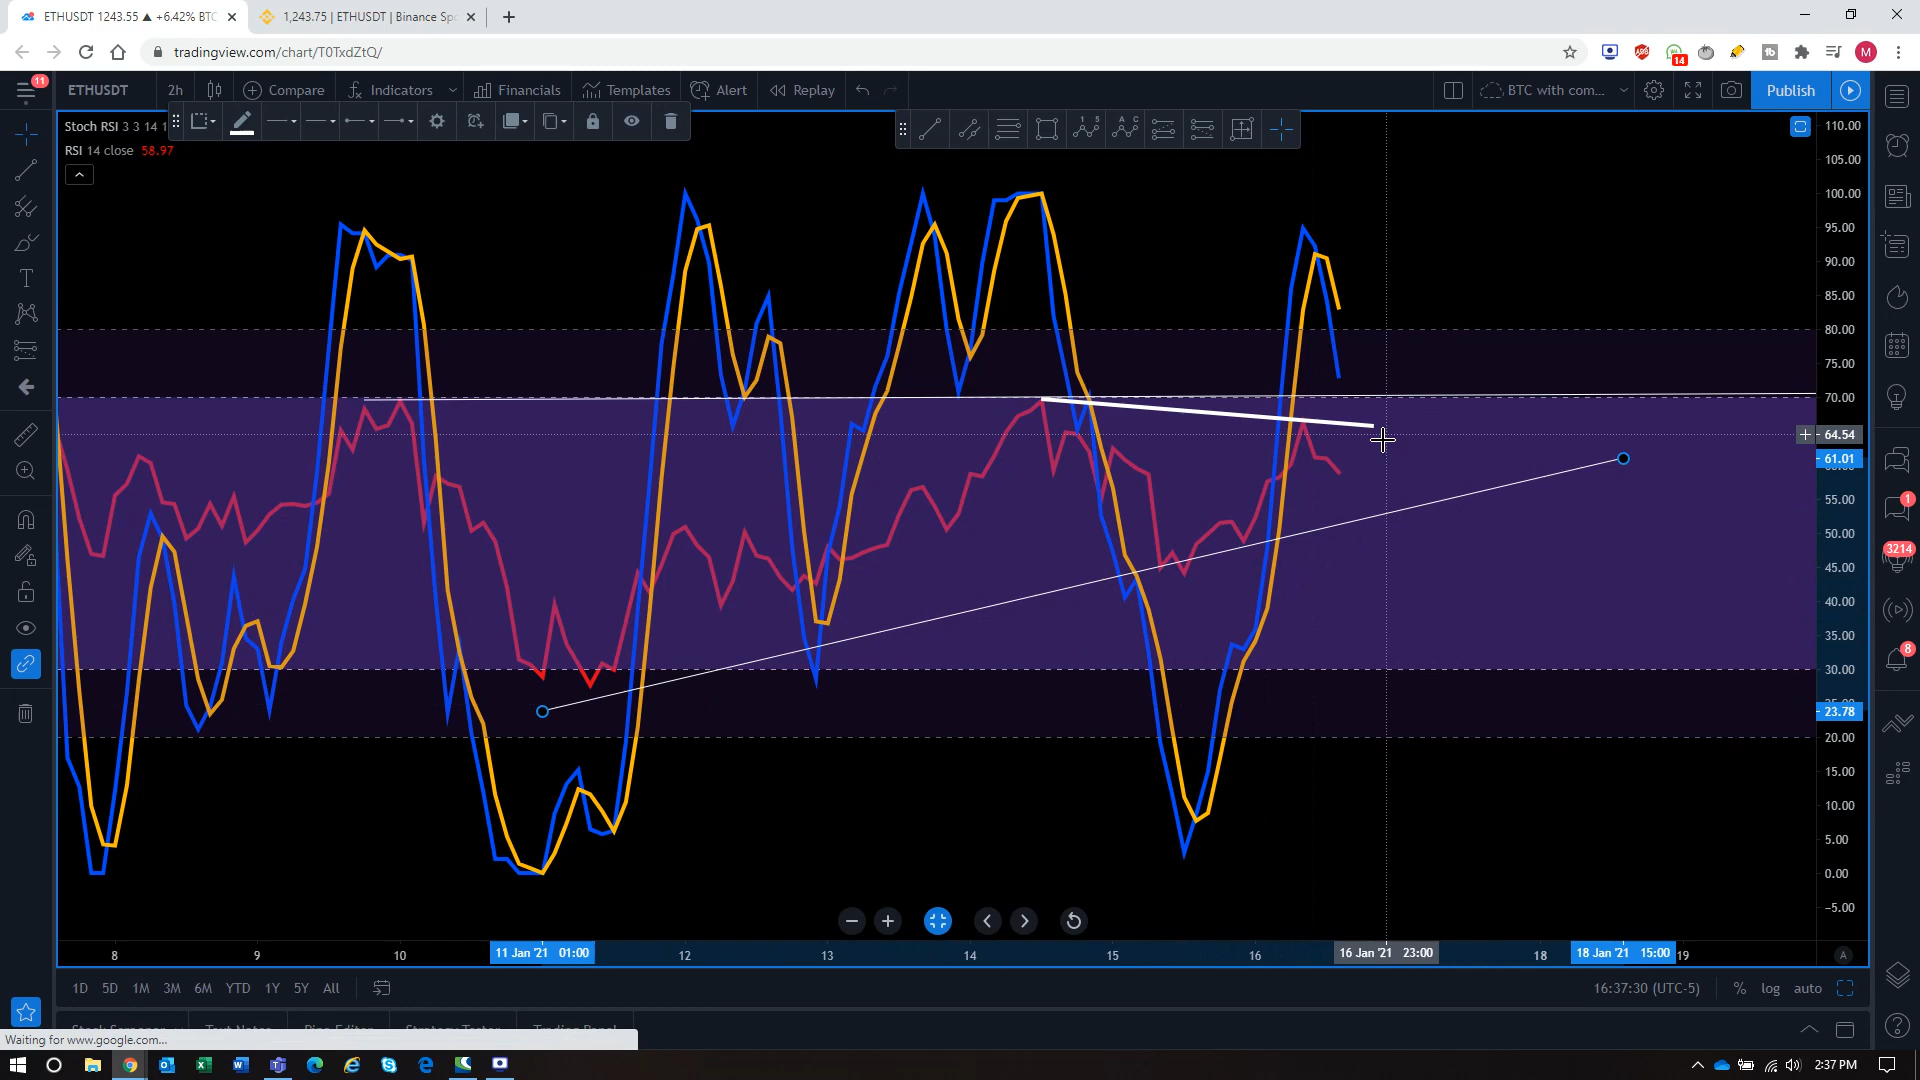 ETHUSDT 1243.55 ▲ +6.42% BTC
1,243.75 | ETHUSDT | Binance Spo
tradingview.com/chart/T0TxdZtQ/
14
M
11
ETHUSDT 2h Compare Indicators Financials Templates Alert Replay BTC with com... Publish
Stoch RSI 3 3 14 1
RSI 14 close 58.97
110.00
105.00
100.00
95.00
90.00
85.00
80.00
75.00
70.00
64.54
61.01
55.00
50.00
45.00
40.00
35.00
30.00
23.78
20.00
15.00
10.00
5.00
0.00
−5.00
1
3214
8
8 9 10 11 Jan '21 01:00 12 13 14 15 16 16 Jan '21 23:00 18 18 Jan '21 15:00 19
A
1D 5D 1M 3M 6M YTD 1Y 5Y All 16:37:30 (UTC-5) % log auto
Waiting for www.google.com...
2:37 PM